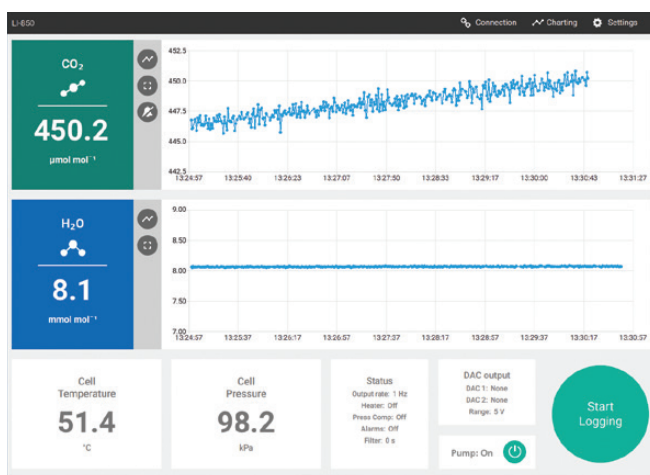 LI-850
Connection Charting Settings
CO₂
450.2
µmol mol⁻¹
452.5
450.0
447.5
445.0
442.5
13:24:57 13:25:40 13:26:23 13:27:07 13:27:50 13:28:33 13:29:17 13:30:00 13:30:43 13:31:27
H₂O
8.1
mmol mol⁻¹
9.00
8.50
8.00
7.50
7.00
13:24:57 13:25:37 13:26:17 13:26:57 13:27:37 13:28:17 13:28:57 13:29:37 13:30:17 13:30:57
Cell
Temperature
51.4
°C
Cell
Pressure
98.2
kPa
Status
Output rate: 1 Hz
Heater: Off
Press Comp: Off
Alarms: Off
Filter: 0 s
DAC output
DAC 1: None
DAC 2: None
Range: 5 V
Pump: On
Start
Logging